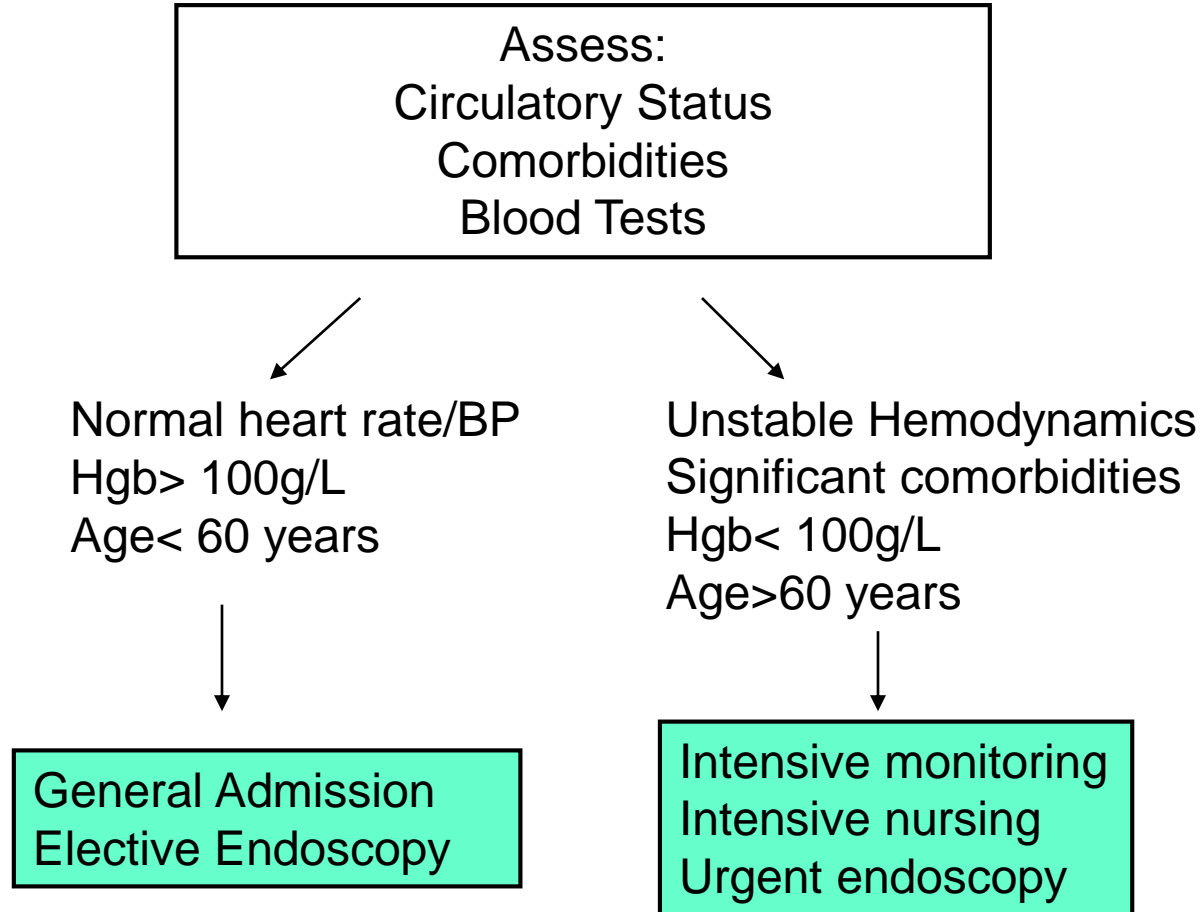 Assess:
Circulatory Status
Comorbidities
Blood Tests
Normal heart rate/BP
Hgb> 100g/L
Age< 60 years
Unstable Hemodynamics
Significant comorbidities
Hgb< 100g/L
Age>60 years
General Admission
Elective Endoscopy
Intensive monitoring
Intensive nursing
Urgent endoscopy